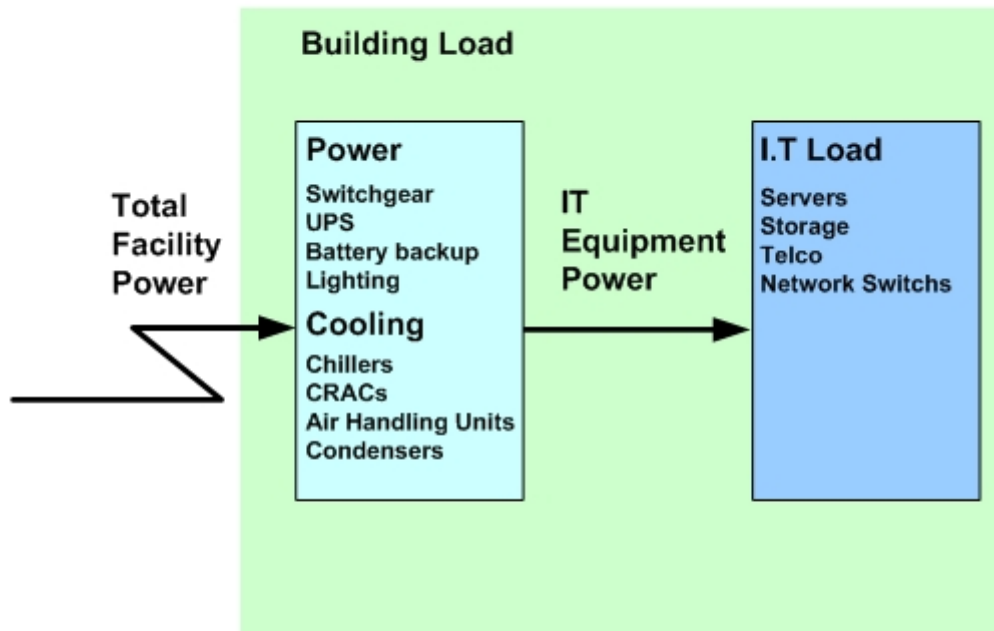 Building Load
Total
Facility
Power
Power
Switchgear
UPS
Battery backup
Lighting
Cooling
Chillers
CRACs
Air Handling Units
Condensers
IT
Equipment
Power
I.T Load
Servers
Storage
Telco
Network Switchs